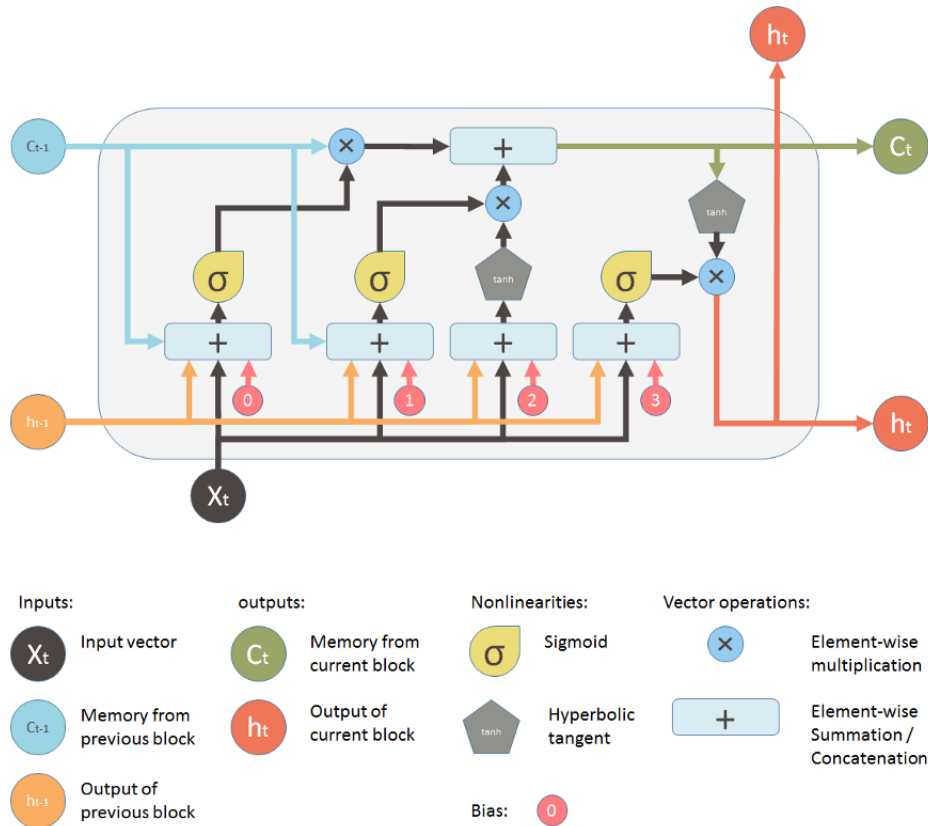 hₜ
Cₜ₋₁
×
+
Cₜ
×
tanh
σ
σ
tanh
σ
×
+
+
+
+
0
1
2
3
hₜ₋₁
hₜ
Xₜ
Inputs:
outputs:
Nonlinearities:
Vector operations:
Xₜ
Input vector
Cₜ
Memory from
current block
σ
Sigmoid
×
Element-wise
multiplication
Cₜ₋₁
Memory from
previous block
hₜ
Output of
current block
tanh
Hyperbolic
tangent
+
Element-wise
Summation /
Concatenation
hₜ₋₁
Output of
previous block
Bias:
0